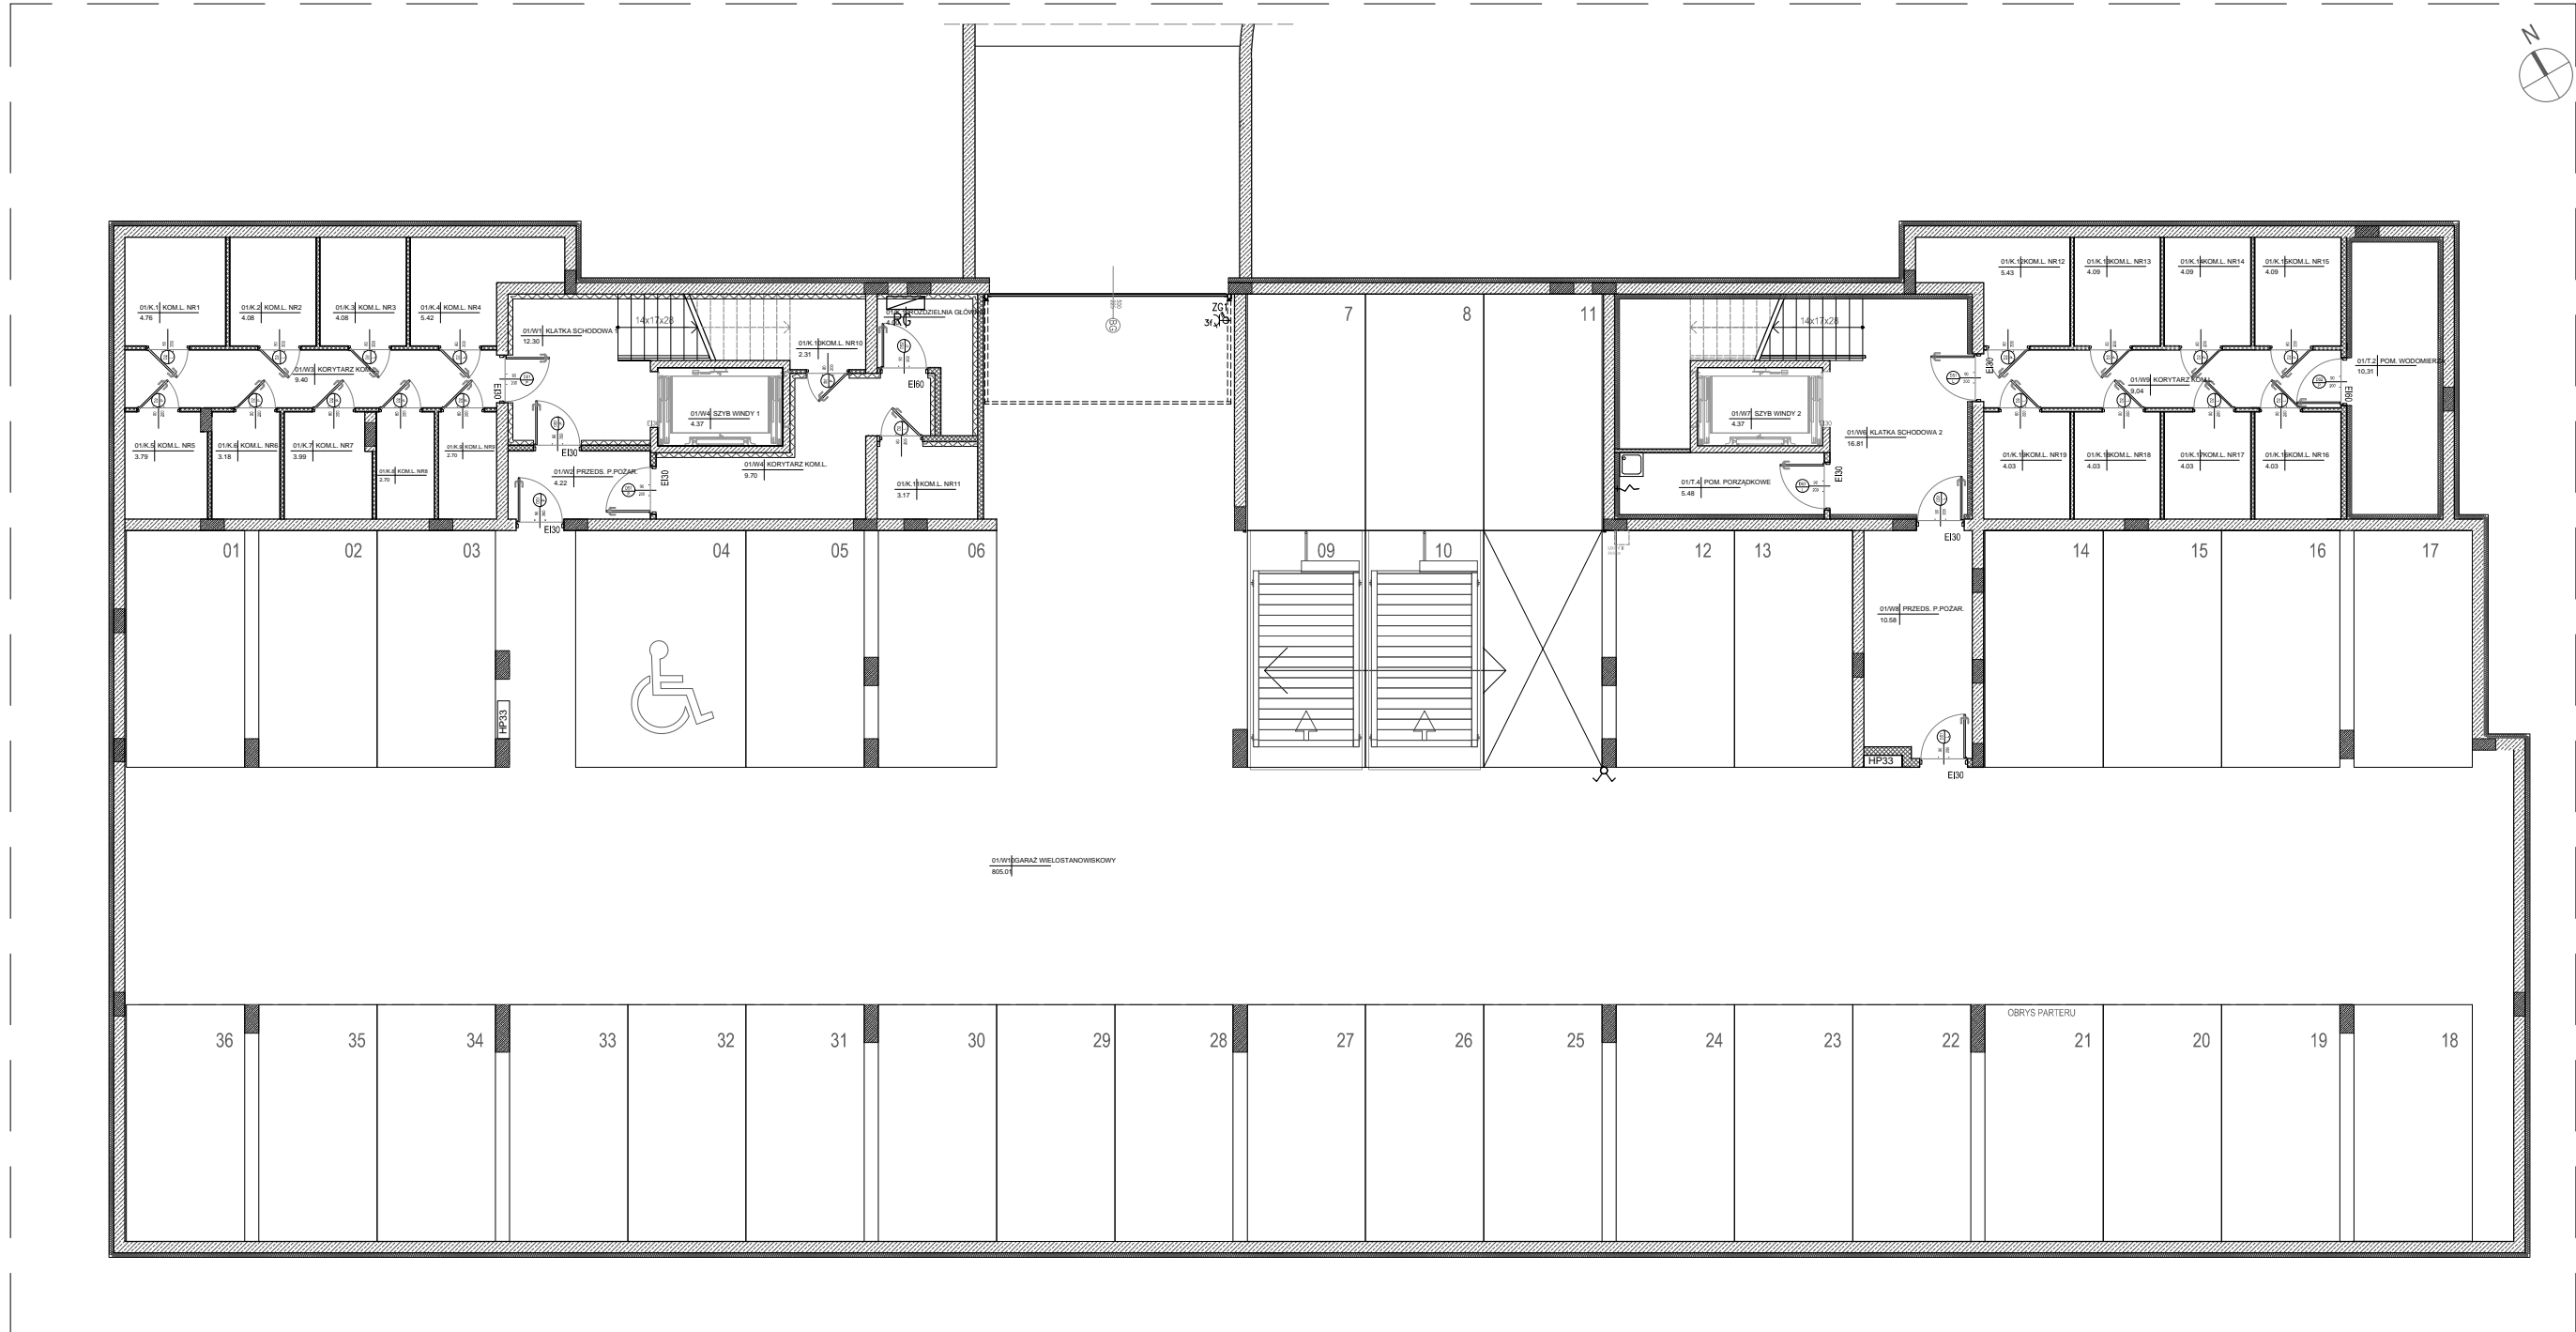 N
01/K.1 KOM.L. NR1
4.76
01/K.2 KOM.L. NR2
4.08
01/K.3 KOM.L. NR3
4.08
01/K.4 KOM.L. NR4
5.42
01/W3 KORYTARZ KOM.L.
9.40
01/K.5 KOM.L. NR5
3.79
01/K.6 KOM.L. NR6
3.18
01/K.7 KOM.L. NR7
3.99
01/K.8 KOM.L. NR8
2.70
01/K.9 KOM.L. NR9
2.70
01/W1 KLATKA SCHODOWA
12.30
14x17x28
EI30
EI30
EI30
EI30
01/W2 PRZEDS. P.POŻAR.
4.22
01/W4 SZYB WINDY 1
4.37
01/W4 KORYTARZ KOM.L.
9.70
01/K.10 KOM.L. NR10
2.31
ROZDZIELNIA
RG
EI60
01/K.11 KOM.L. NR11
3.17
BG
ZG1
3f
7
8
11
14x17x28
01/W7 SZYB WINDY 2
4.37
01/W6 KLATKA SCHODOWA 2
16.81
01/T.4 POM. PORZĄDKOWE
5.48
EI30
EI30
EI30
01/K.12 KOM.L. NR12
5.43
01/K.13 KOM.L. NR13
4.09
01/K.14 KOM.L. NR14
4.09
01/K.15 KOM.L. NR15
4.09
01/W9 KORYTARZ KOM.L.
9,04
EI60
01/T.2 POM. WODOMIERZA
10,31
01/K.19 KOM.L. NR19
4.03
01/K.18 KOM.L. NR18
4.03
01/K.17 KOM.L. NR17
4.03
01/K.16 KOM.L. NR16
4.03
01
02
03
04
05
06
09
10
12
13
14
15
16
17
HP33
01/W8 PRZEDS. P.POŻAR.
10.58
HP33
EI30
01/W10 GARAŻ WIELOSTANOWISKOWY
805.01
OBRYS PARTERU
36
35
34
33
32
31
30
29
28
27
26
25
24
23
22
21
20
19
18